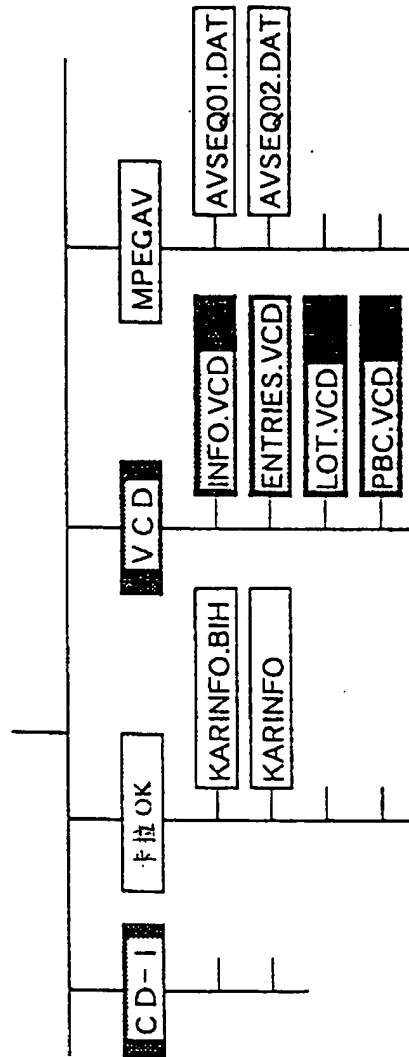 CD-I
卡拉OK
KARINFO.BIH
KARINFO
VCD
INFO.VCD
ENTRIES.VCD
LOT.VCD
PBC.VCD
MPEGAV
AVSEQ01.DAT
AVSEQ02.DAT